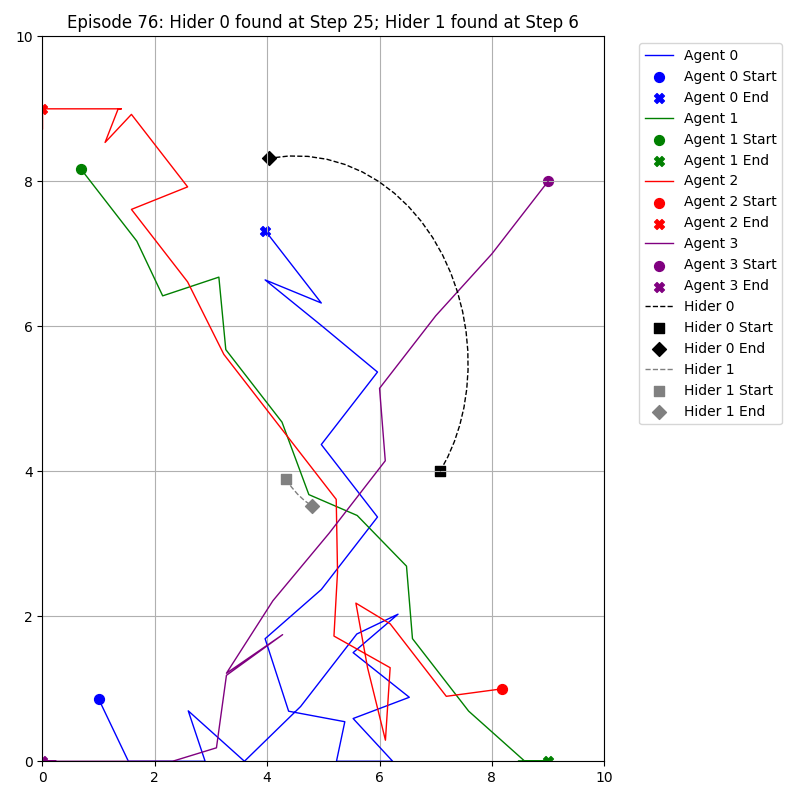 Episode 76: Hider 0 found at Step 25; Hider 1 found at Step 6
10
8
6
4
2
0
0
2
4
6
8
10
Agent 0
Agent 0 Start
Agent 0 End
Agent 1
Agent 1 Start
Agent 1 End
Agent 2
Agent 2 Start
Agent 2 End
Agent 3
Agent 3 Start
Agent 3 End
Hider 0
Hider 0 Start
Hider 0 End
Hider 1
Hider 1 Start
Hider 1 End